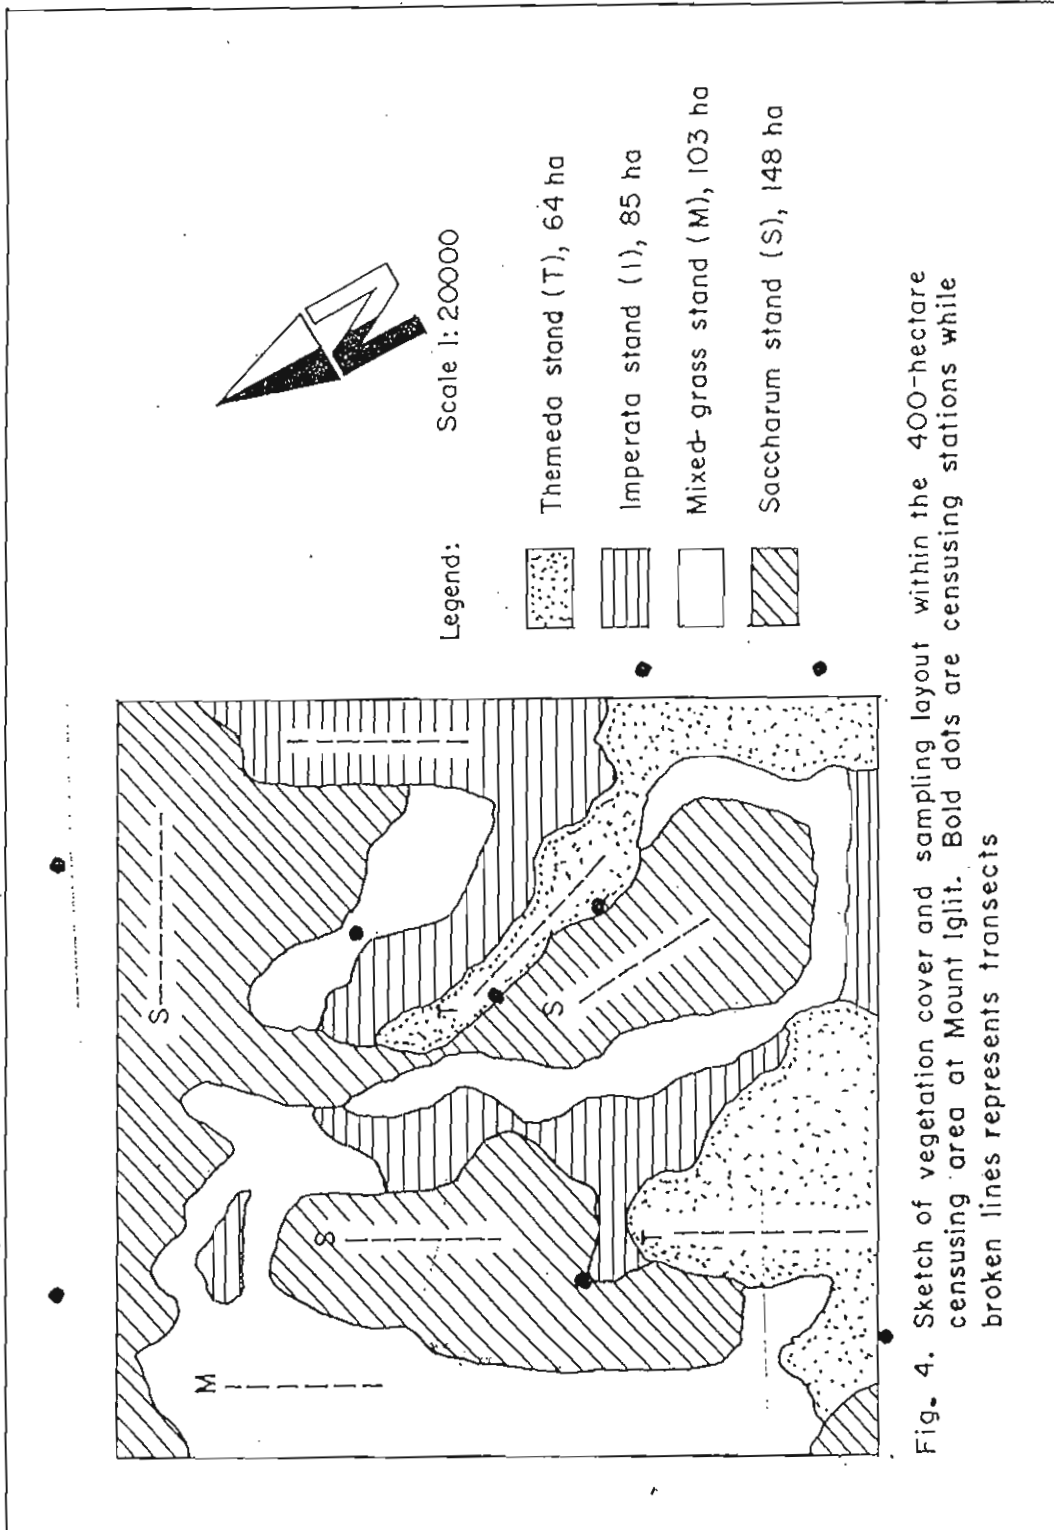 S
S
S
M
T
T
N
Scale 1:20000
Legend:
Themeda stand (T), 64 ha
Imperata stand (I), 85 ha
Mixed-grass stand (M), 103 ha
Saccharum stand (S), 148 ha
Fig. 4. Sketch of vegetation cover and sampling layout within the 400-hectare
censusing area at Mount Iglit. Bold dots are censusing stations while
broken lines represents transects